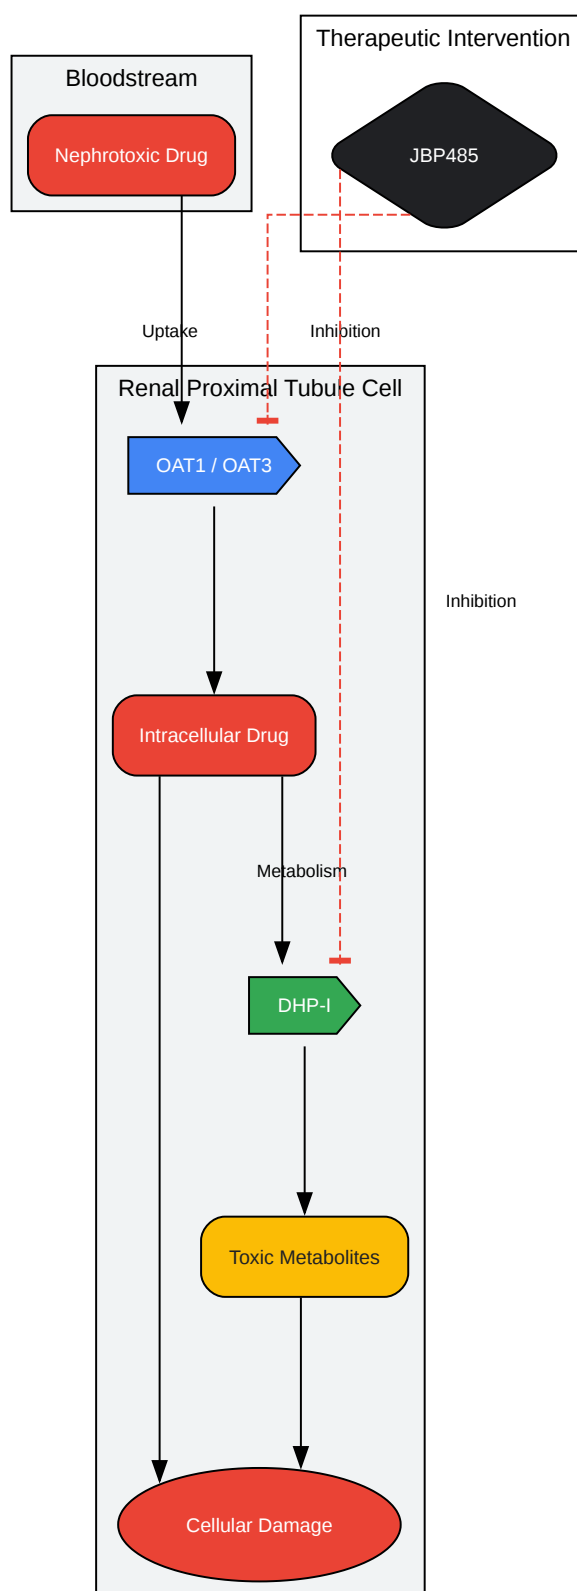 Therapeutic Intervention
Bloodstream
Nephrotoxic Drug
JBP485
Uptake
Inhibition
Renal Proximal Tubule Cell
OAT1 / OAT3
Inhibition
Intracellular Drug
Metabolism
DHP-I
Toxic Metabolites
Cellular Damage